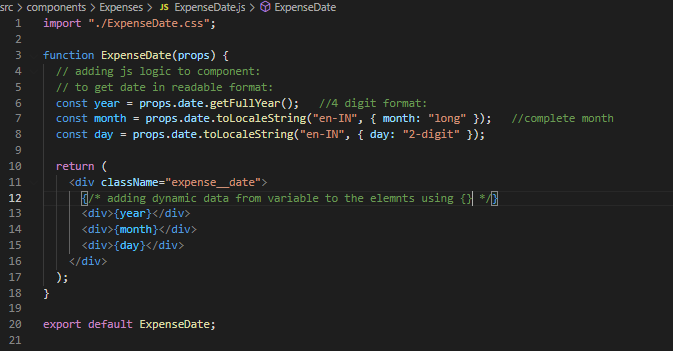 src > components > Expenses > JS ExpenseDate.js > ExpenseDate
1 import "./ExpenseDate.css";
2
3 function ExpenseDate(props) {
4 // adding js logic to component:
5 // to get date in readable format:
6 const year = props.date.getFullYear(); //4 digit format:
7 const month = props.date.toLocaleString("en-IN", { month: "long" }); //complete month
8 const day = props.date.toLocaleString("en-IN", { day: "2-digit" });
9
10 return (
11 <div className="expense__date">
12 {/* adding dynamic data from variable to the elemnts using {} */}
13 <div>{year}</div>
14 <div>{month}</div>
15 <div>{day}</div>
16 </div>
17 );
18 }
19
20 export default ExpenseDate;
21